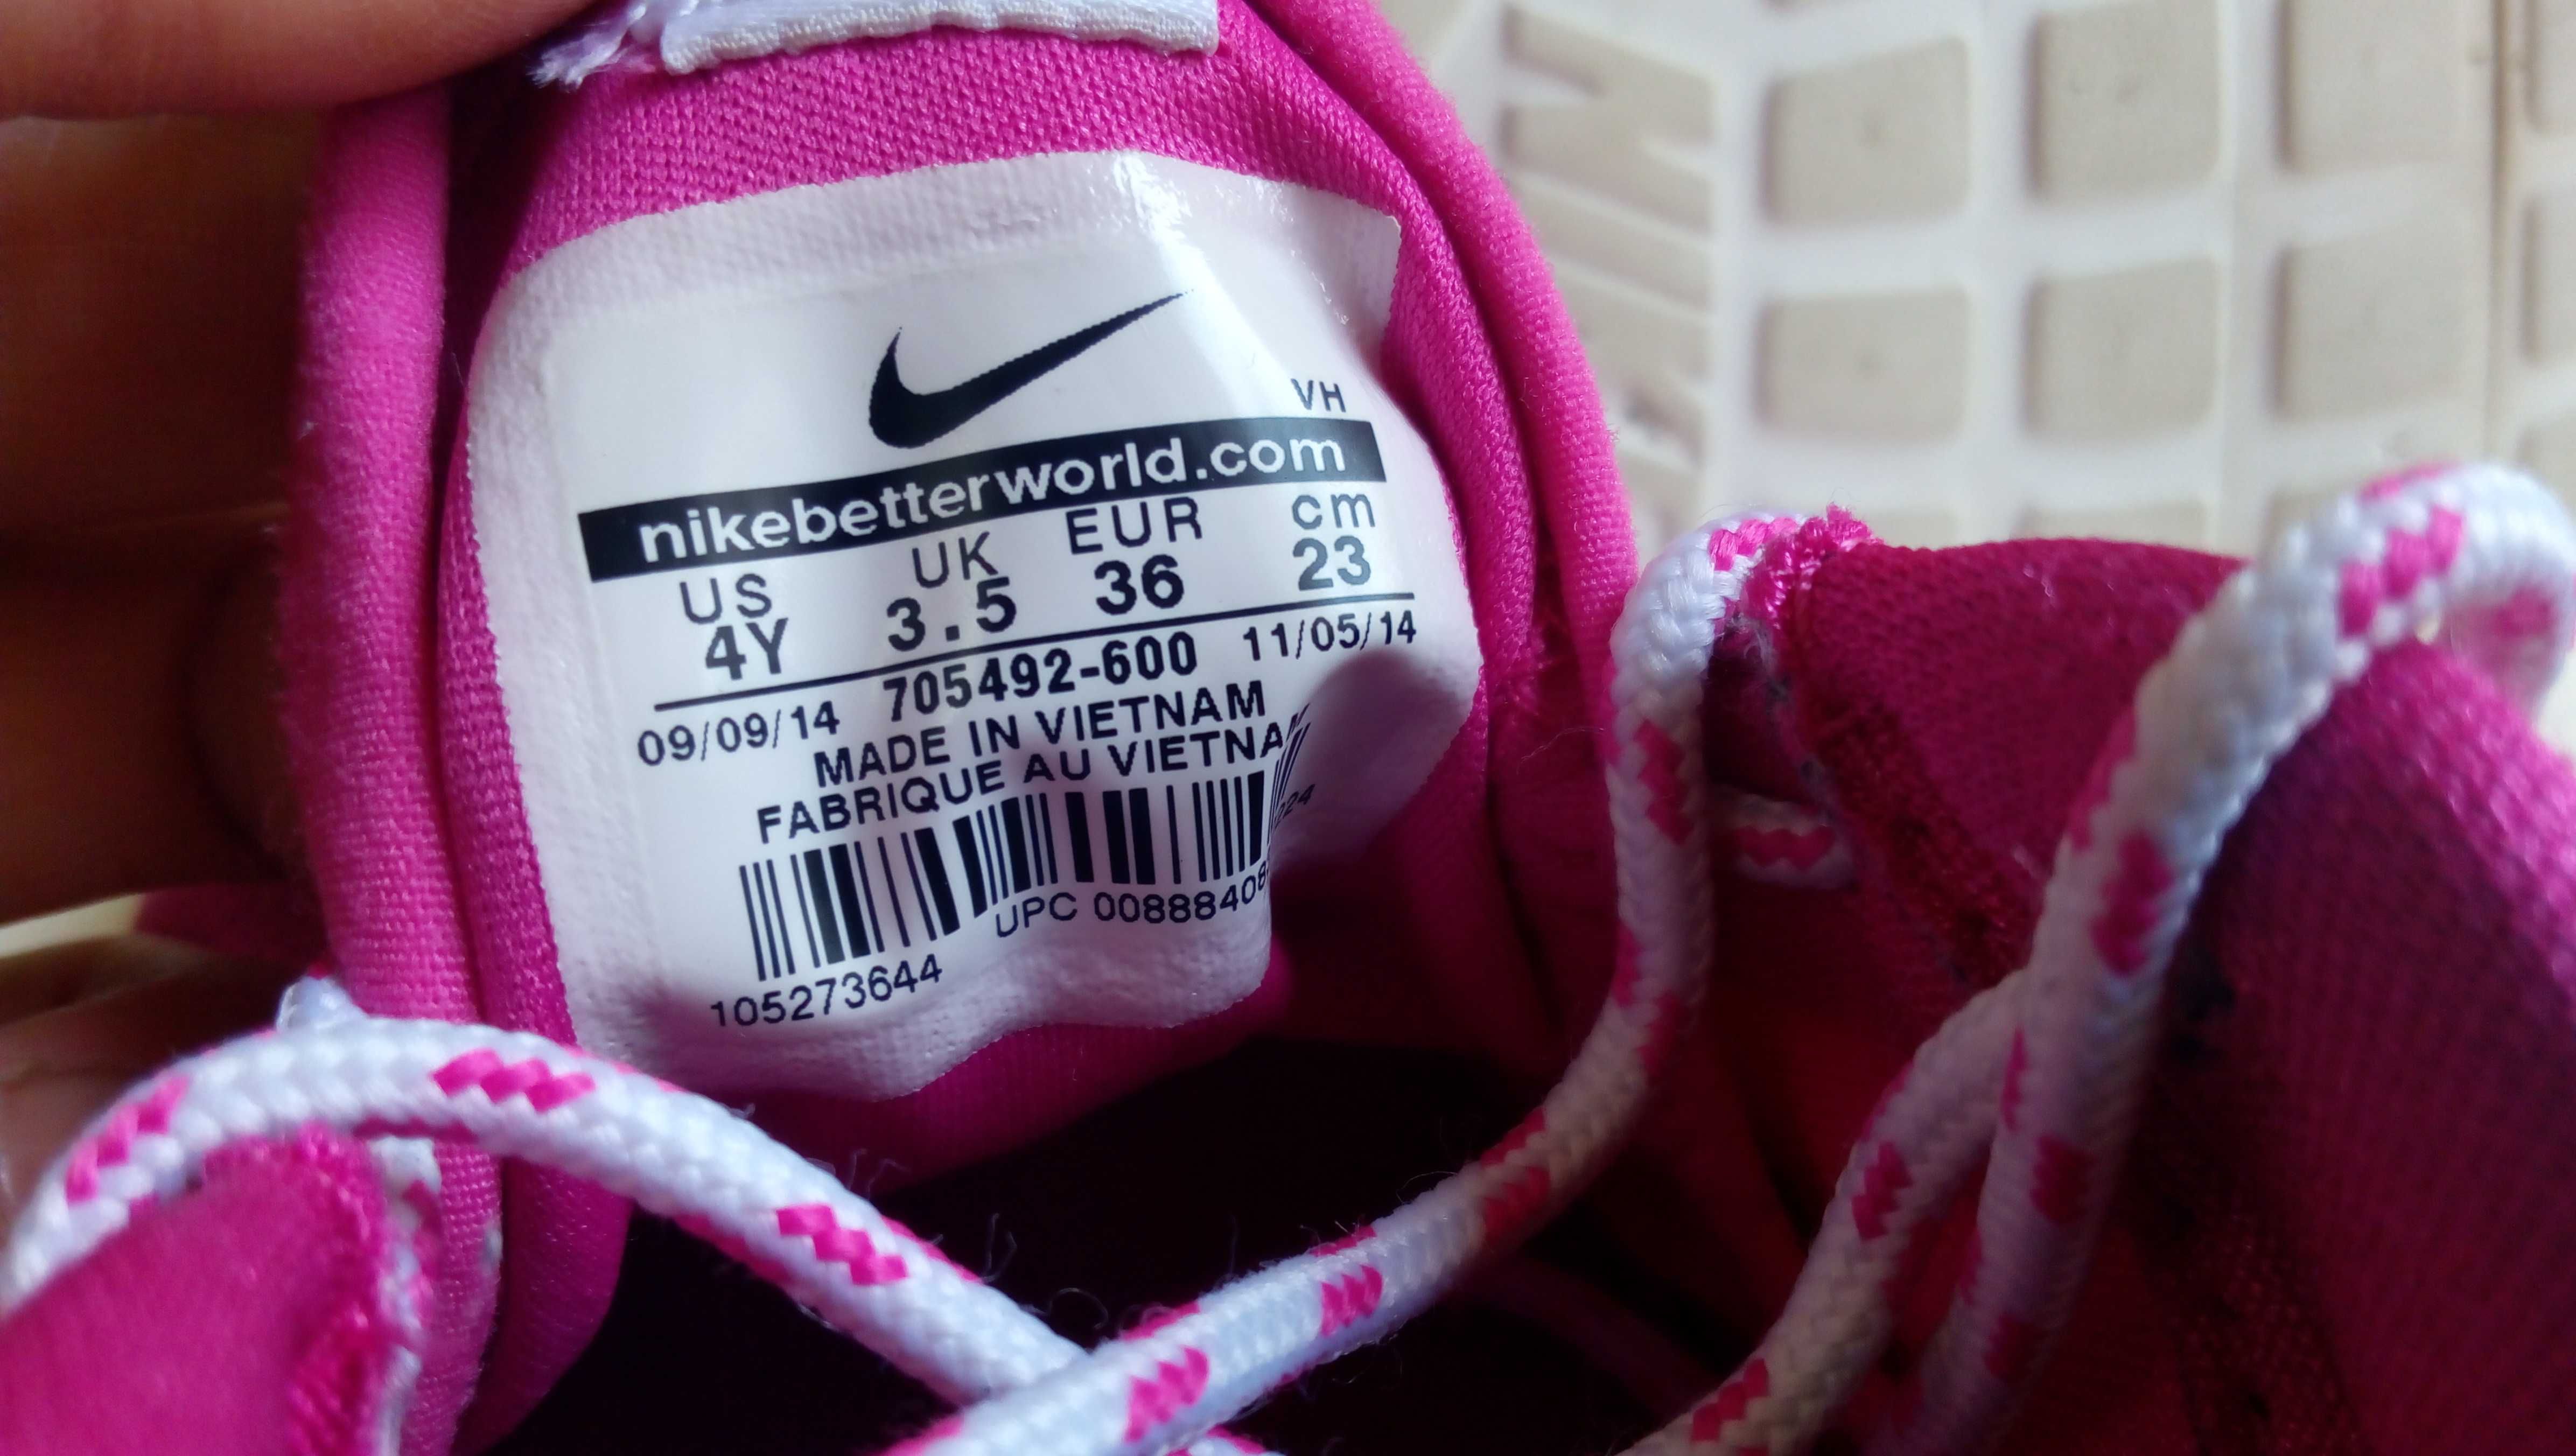 VH
nikebetterworld.com
US UK EUR cm
4Y 3.5 36 23
09/09/14 705492-600 11/05/14
MADE IN VIETNAM
FABRIQUE AU VIETNAM
UPC 00888408
105273644